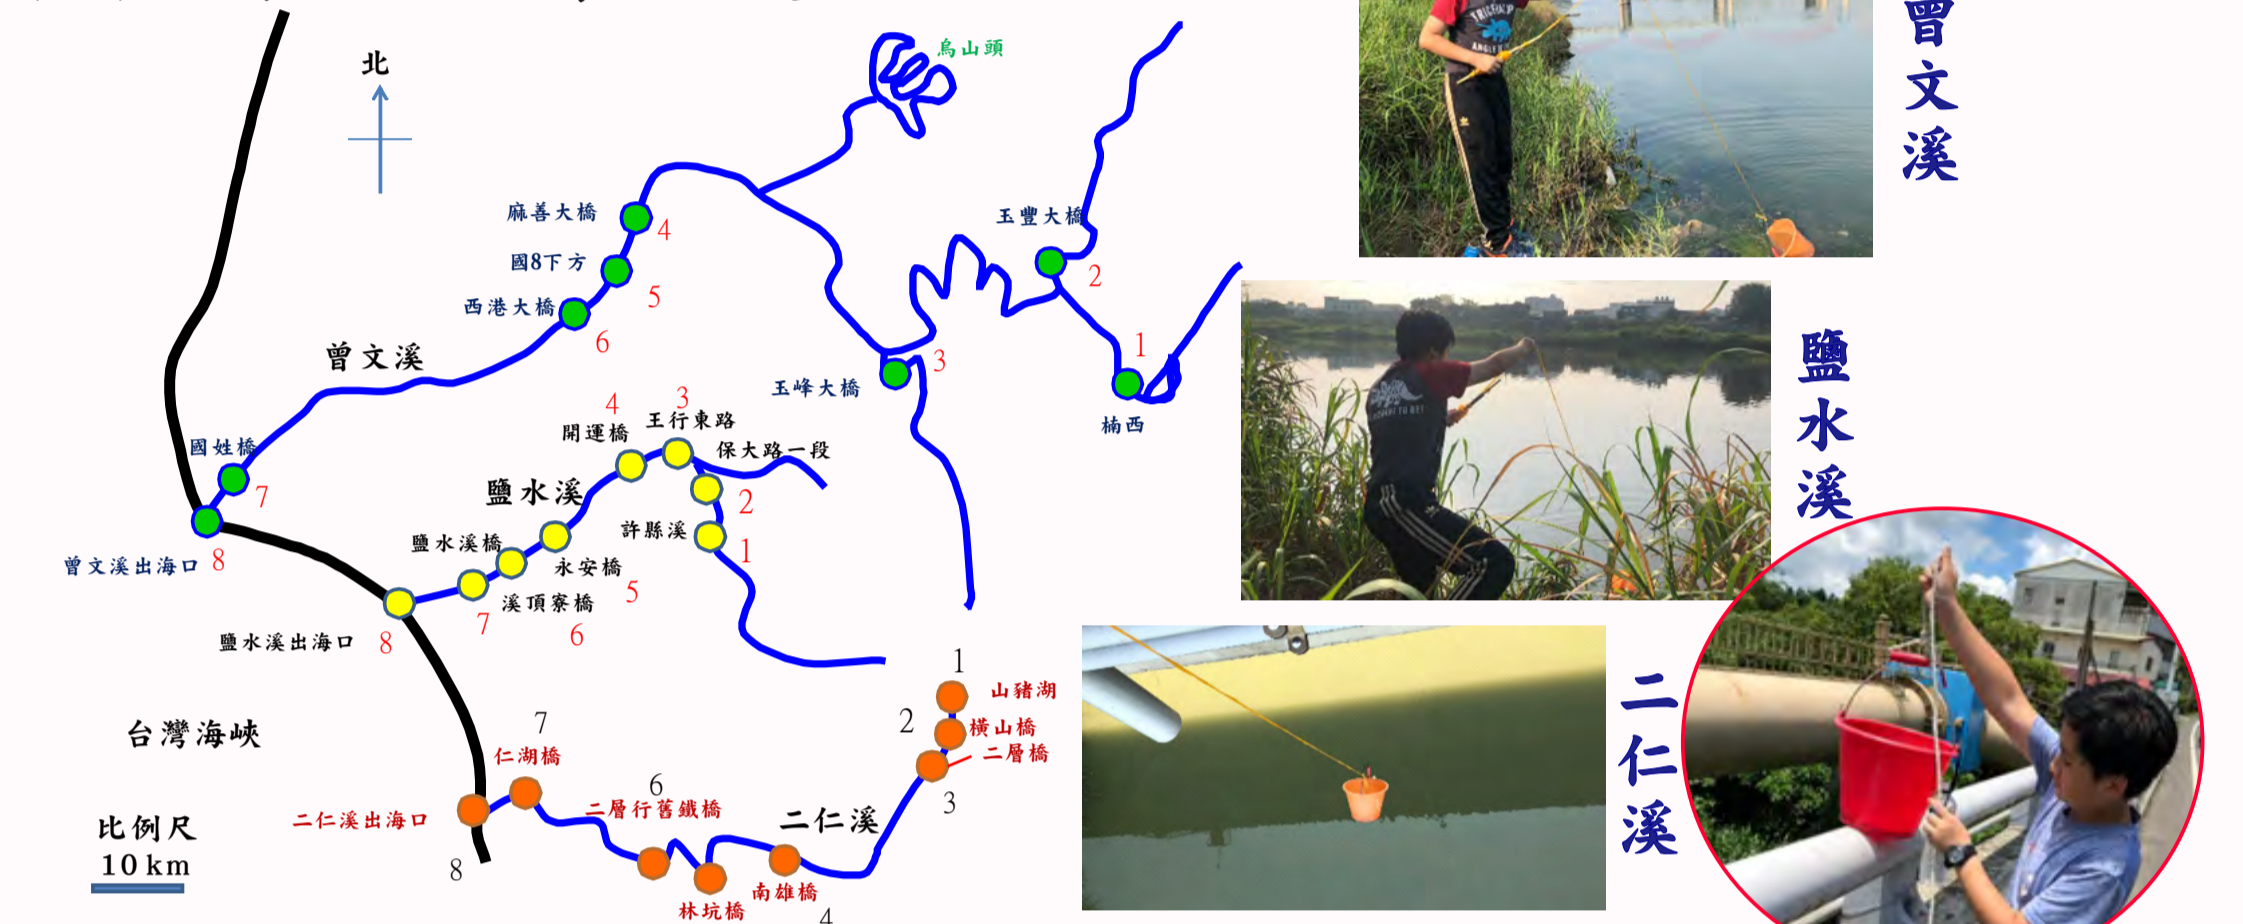 北
烏山頭
麻善大橋
4
國8下方
5
西港大橋
6
玉豐大橋
2
1
楠西
3
玉峰大橋
曾文溪
國姓橋
7
8
曾文溪出海口
4
3
開運橋
王行東路
保大路一段
鹽水溪
2
許縣溪
1
鹽水溪橋
永安橋
5
溪頂寮橋
6
7
8
鹽水溪出海口
台灣海峽
1
山豬湖
2
橫山橋
二層橋
3
7
仁湖橋
6
二層行舊鐵橋
二仁溪
二仁溪出海口
8
南雄橋
4
林坑橋
比例尺
10 km
曾文溪
鹽水溪
二仁溪